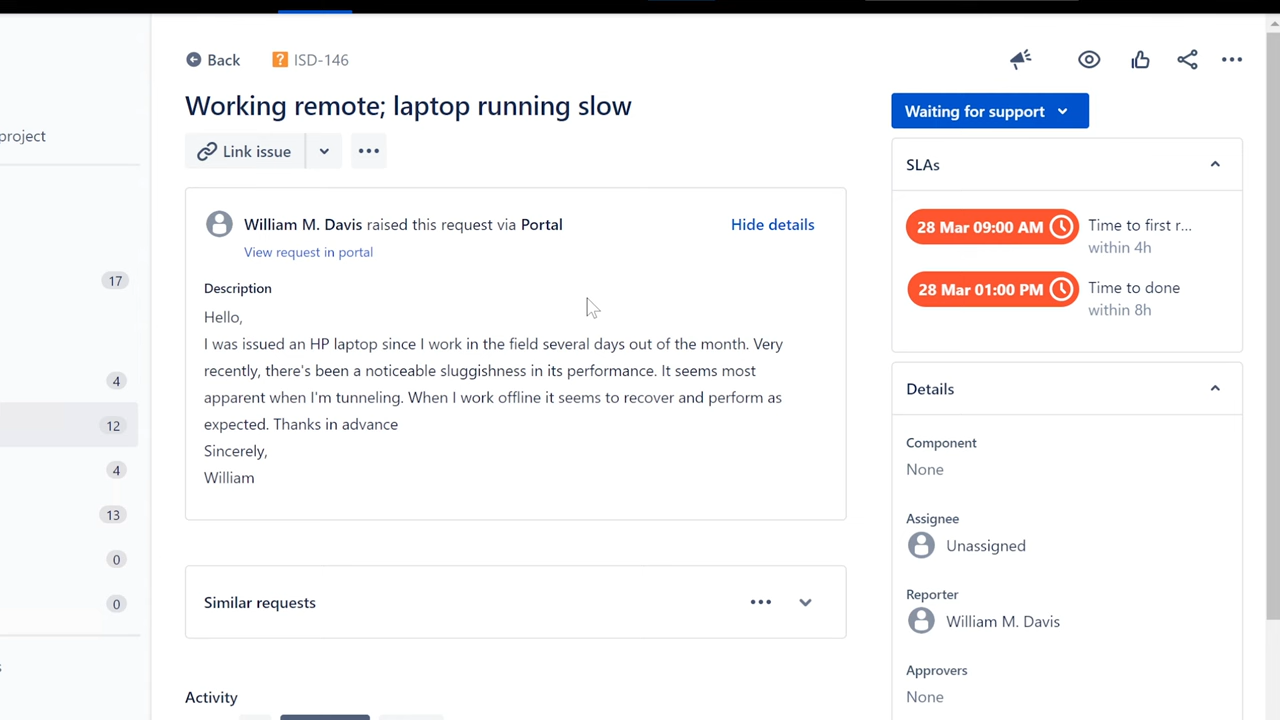 Back
ISD-146
Working remote; laptop running slow
Waiting for support
project
Link issue
SLAs
William M. Davis raised this request via Portal
Hide details
View request in portal
28 Mar 09:00 AM
Time to first r...
within 4h
17
Description
Hello,
I was issued an HP laptop since I work in the field several days out of the month. Very
recently, there's been a noticeable sluggishness in its performance. It seems most
apparent when I'm tunneling. When I work offline it seems to recover and perform as
expected. Thanks in advance
Sincerely,
William
28 Mar 01:00 PM
Time to done
within 8h
4
12
4
13
0
0
Details
Component
None
Assignee
Unassigned
Reporter
William M. Davis
Approvers
None
Similar requests
Activity